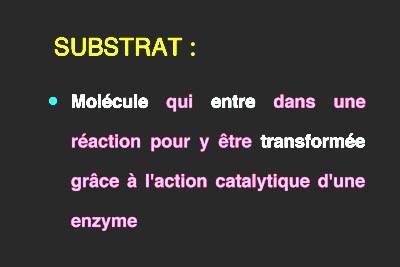 SUBSTRAT :
• Molécule qui entre dans une
réaction pour y être transformée
grâce à l'action catalytique d'une
enzyme